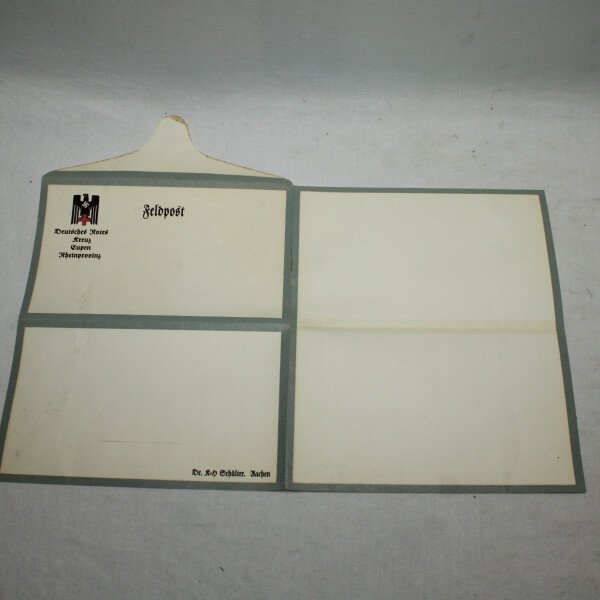 Feldpost
Deutsches Rotes
Kreuz
Eupen
Rheinprovinz
Dr. K-H Schlüter. Aachen